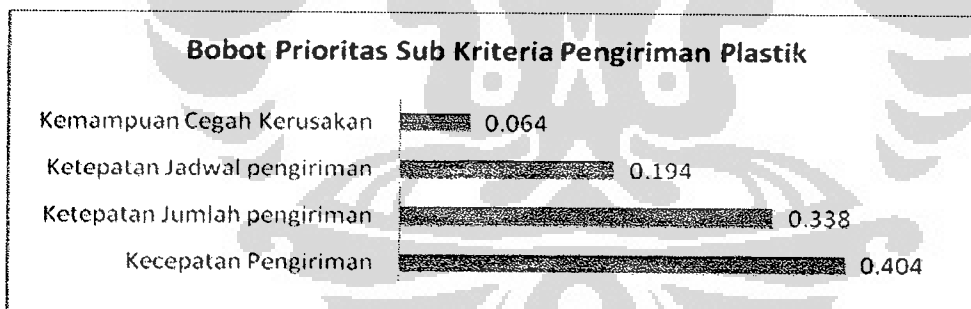 Bobot Prioritas Sub Kriteria Pengiriman Plastik
Kemampuan Cegah Kerusakan 0.064
Ketepatan Jadwal pengiriman 0.194
Ketepatan Jumlah pengiriman 0.338
Kecepatan Pengiriman 0.404